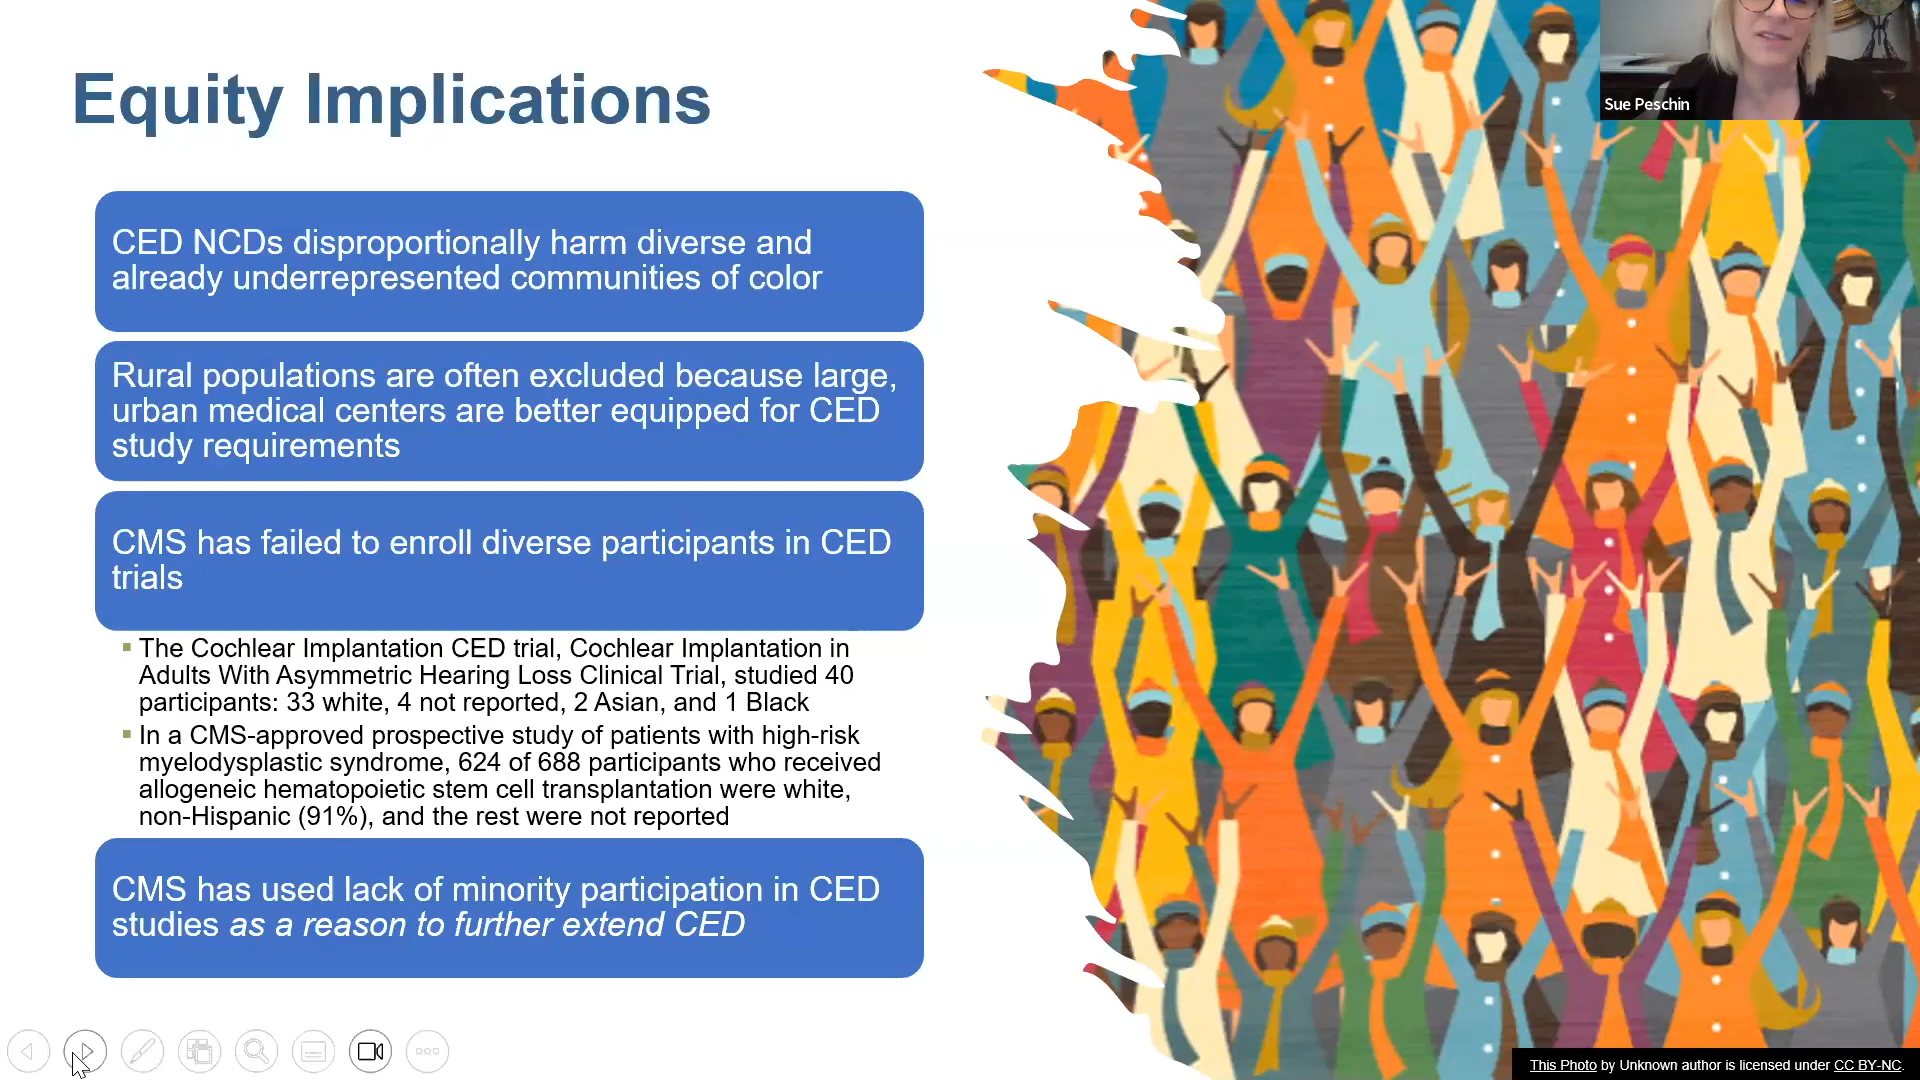 Equity Implications
Sue Peschin
CED NCDs disproportionally harm diverse and
already underrepresented communities of color
Rural populations are often excluded because large,
urban medical centers are better equipped for CED
study requirements
CMS has failed to enroll diverse participants in CED
trials
The Cochlear Implantation CED trial, Cochlear Implantation in
Adults With Asymmetric Hearing Loss Clinical Trial, studied 40
participants: 33 white, 4 not reported, 2 Asian, and 1 Black
In a CMS-approved prospective study of patients with high-risk
myelodysplastic syndrome, 624 of 688 participants who received
allogeneic hematopoietic stem cell transplantation were white,
non-Hispanic (91%), and the rest were not reported
CMS has used lack of minority participation in CED
studies as a reason to further extend CED
This Photo by Unknown author is licensed under CC BY-NC.